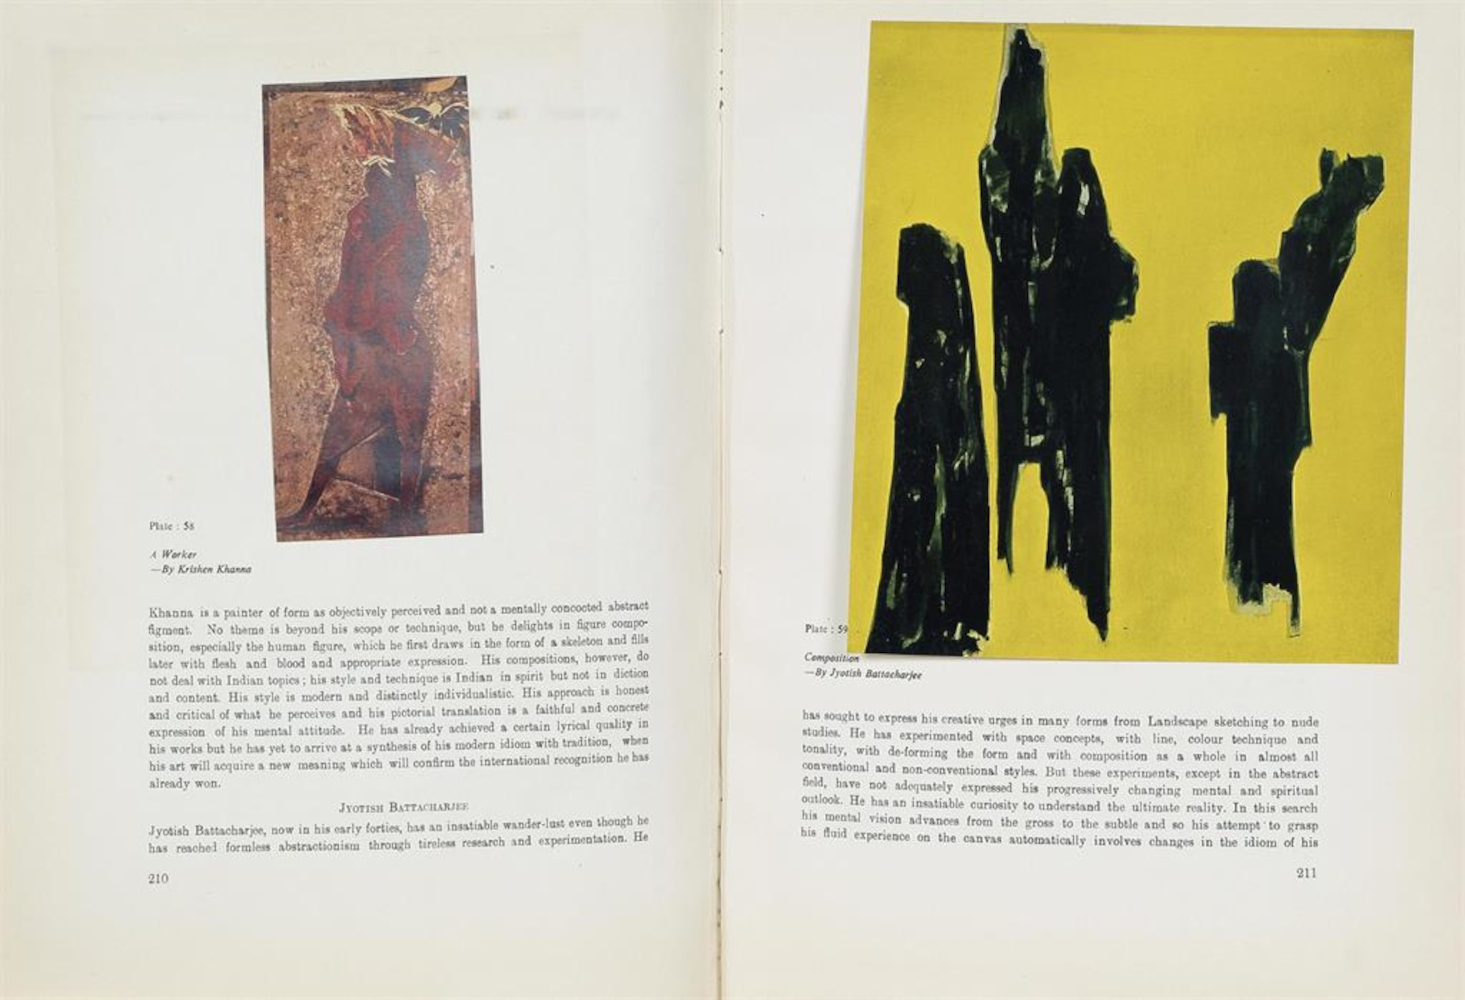 Plate : 58
A Worker
—By Krishen Khanna
Khanna is a painter of form as objectively perceived and not a mentally concocted abstract
figment. No theme is beyond his scope or technique, but he delights in figure compo-
sition, especially the human figure, which he first draws in the form of a skeleton and fills
later with flesh and blood and appropriate expression. His compositions, however, do
not deal with Indian topics ; his style and technique is Indian in spirit but not in diction
and content. His style is modern and distinctly individualistic. His approach is honest
and critical of what he perceives and his pictorial translation is a faithful and concrete
expression of his mental attitude. He has already achieved a certain lyrical quality in
his works but he has yet to arrive at a synthesis of his modern idiom with tradition, when
his art will acquire a new meaning which will confirm the international recognition he has
already won.
JYOTISH BATTACHARJEE
Jyotish Battacharjee, now in his early forties, has an insatiable wander-lust even though he
has reached formless abstractionism through tireless research and experimentation. He
210
Plate : 59
Composition
—By Jyotish Battacharjee
has sought to express his creative urges in many forms from Landscape sketching to nude
studies. He has experimented with space concepts, with line, colour technique and
tonality, with de-forming the form and with composition as a whole in almost all
conventional and non-conventional styles. But these experiments, except in the abstract
field, have not adequately expressed his progressively changing mental and spiritual
outlook. He has an insatiable curiosity to understand the ultimate reality. In this search
his mental vision advances from the gross to the subtle and so his attempt to grasp
his fluid experience on the canvas automatically involves changes in the idiom of his
211